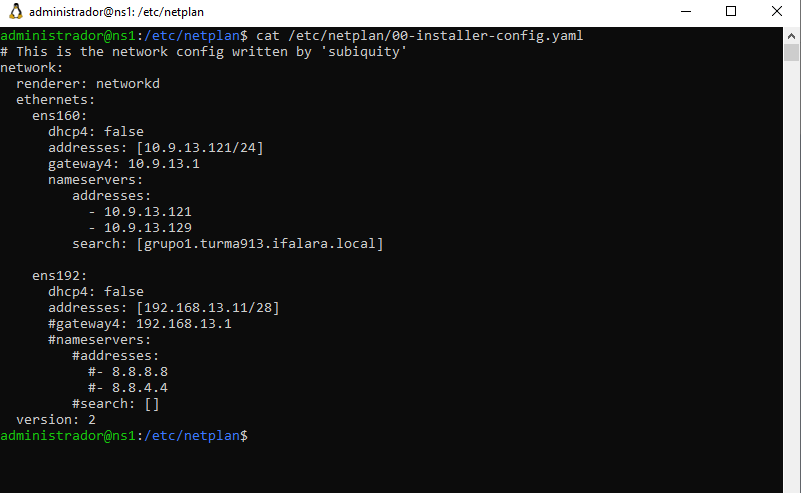 administrador@ns1: /etc/netplan
administrador@ns1:/etc/netplan$ cat /etc/netplan/00-installer-config.yaml
# This is the network config written by 'subiquity'
network:
  renderer: networkd
  ethernets:
    ens160:
      dhcp4: false
      addresses: [10.9.13.121/24]
      gateway4: 10.9.13.1
      nameservers:
         addresses:
           - 10.9.13.121
           - 10.9.13.129
         search: [grupo1.turma913.ifalara.local]

    ens192:
      dhcp4: false
      addresses: [192.168.13.11/28]
      #gateway4: 192.168.13.1
      #nameservers:
         #addresses:
           #- 8.8.8.8
           #- 8.8.4.4
         #search: []
  version: 2
administrador@ns1:/etc/netplan$